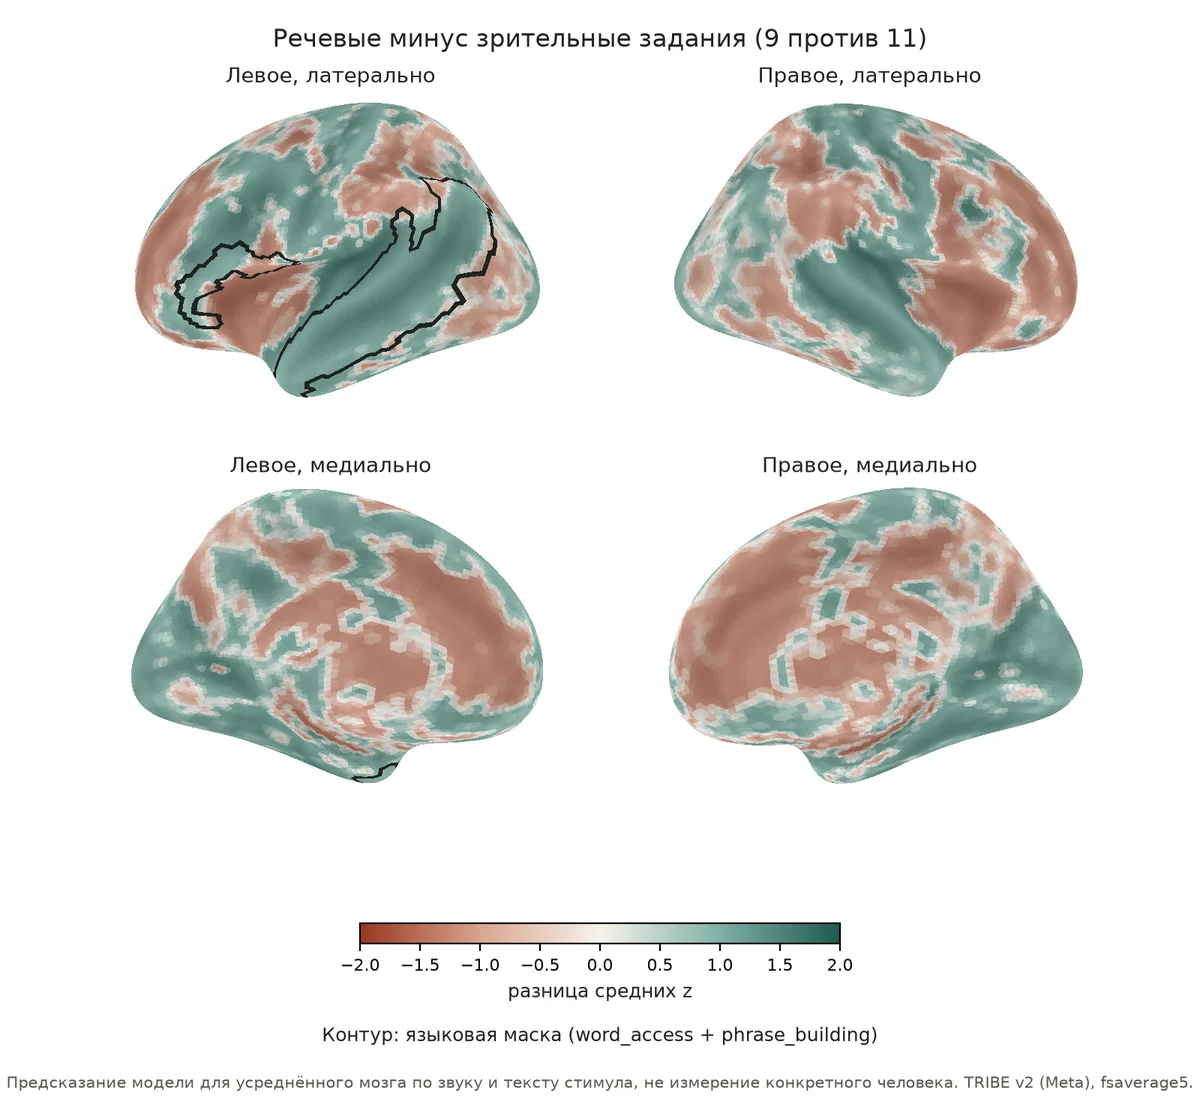 Речевые минус зрительные задания (9 против 11)
Левое, латерально
Правое, латерально
Левое, медиально
Правое, медиально
−2.0 −1.5 −1.0 −0.5 0.0 0.5 1.0 1.5 2.0
разница средних z
Контур: языковая маска (word_access + phrase_building)
Предсказание модели для усреднённого мозга по звуку и тексту стимула, не измерение конкретного человека. TRIBE v2 (Meta), fsaverage5.